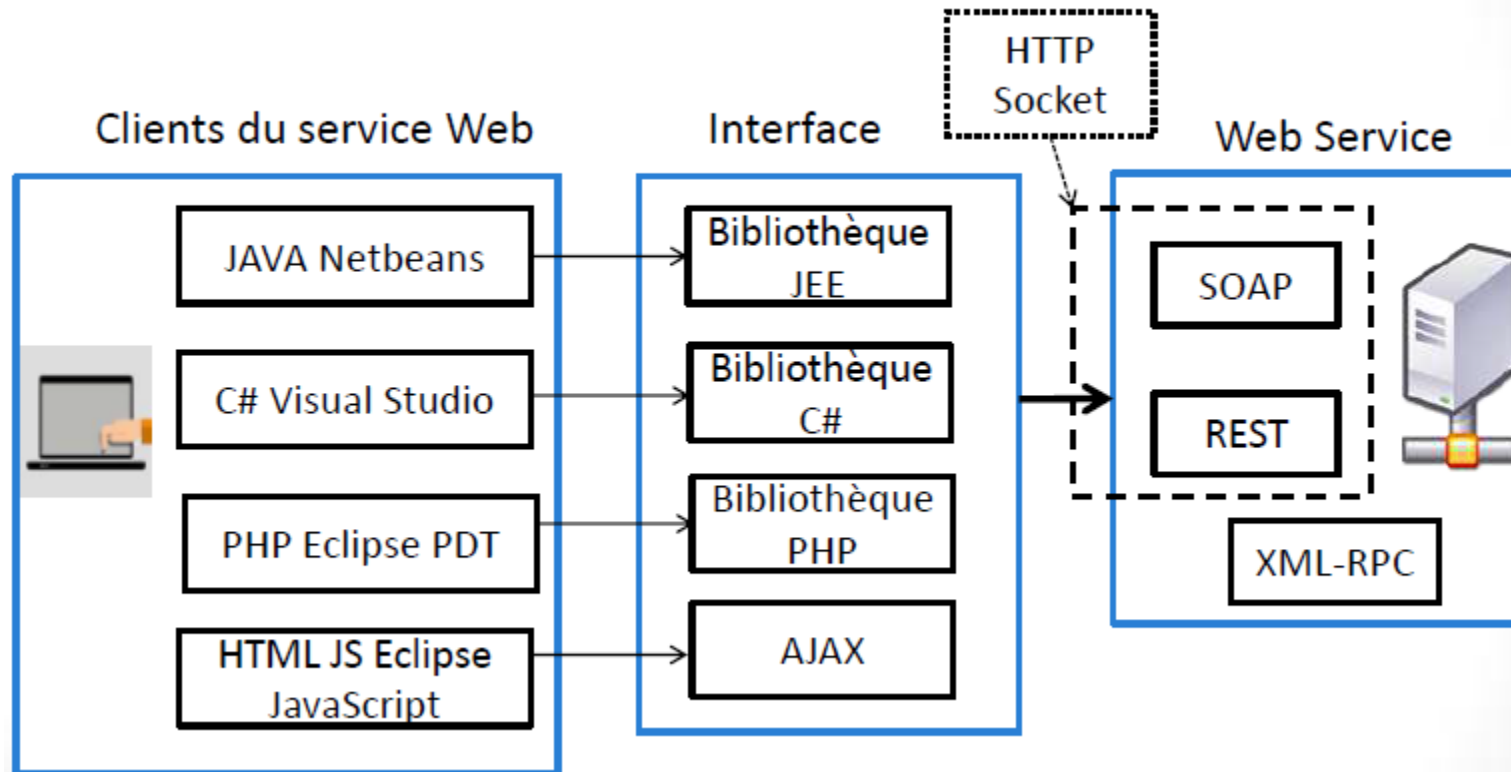 HTTP
Socket
Clients du service Web
Interface
Web Service
JAVA Netbeans
Bibliothèque
JEE
SOAP
C# Visual Studio
Bibliothèque
C#
REST
PHP Eclipse PDT
Bibliothèque
PHP
XML-RPC
HTML JS Eclipse
JavaScript
AJAX